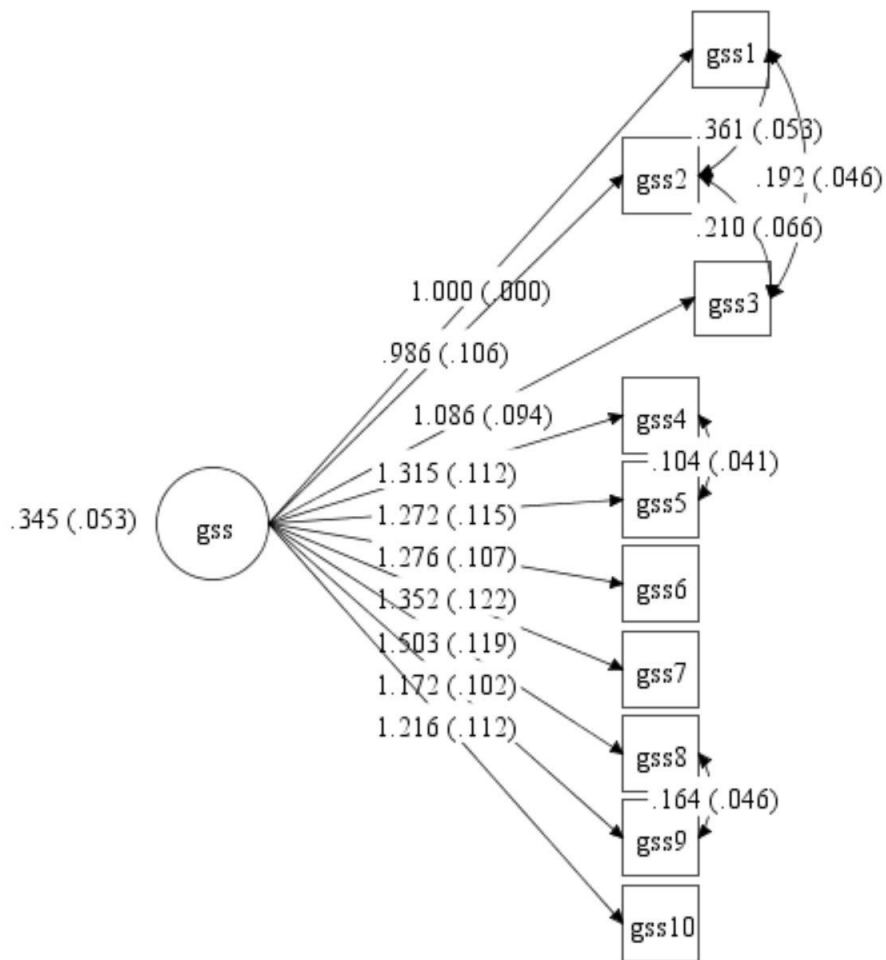 gss1
.361 (.053)
gss2
.192 (.046)
.210 (.066)
1.000 (.000)
gss3
.986 (.106)
1.086 (.094)
gss4
1.315 (.112)
.104 (.041)
gss5
1.272 (.115)
.345 (.053)
gss
1.276 (.107)
gss6
1.352 (.122)
1.503 (.119)
gss7
1.172 (.102)
1.216 (.112)
gss8
.164 (.046)
gss9
gss10